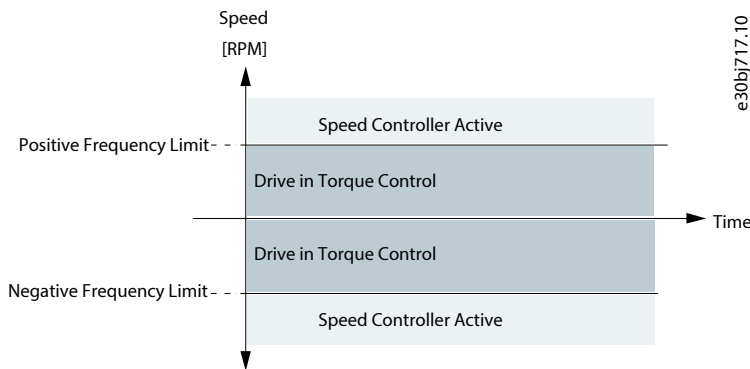 Speed
[RPM]
e30bj717.10
Speed Controller Active
Positive Frequency Limit
Drive in Torque Control
Time
Drive in Torque Control
Negative Frequency Limit
Speed Controller Active